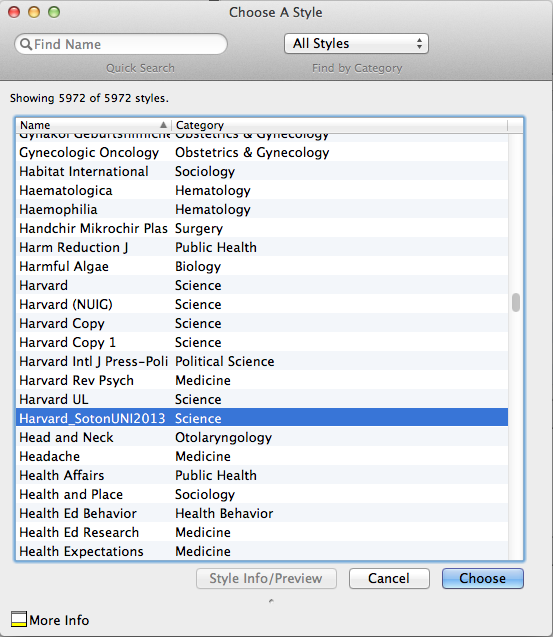 Choose A Style
Find Name
All Styles
Quick Search
Find by Category
Showing 5972 of 5972 styles.
Name Category
Obstetrics & Gynecology
Gynecologic Oncology Obstetrics & Gynecology
Habitat International Sociology
Haematologica Hematology
Haemophilia Hematology
Handchir Mikrochir Plas Surgery
Harm Reduction J Public Health
Harmful Algae Biology
Harvard Science
Harvard (NUIG) Science
Harvard Copy Science
Harvard Copy 1 Science
Harvard Intl J Press-Poli Political Science
Harvard Rev Psych Medicine
Harvard UL Science
Harvard_SotonUNI2013 Science
Head and Neck Otolaryngology
Headache Medicine
Health Affairs Public Health
Health and Place Sociology
Health Ed Behavior Health Behavior
Health Ed Research Medicine
Health Expectations Medicine
Style Info/Preview Cancel Choose
More Info